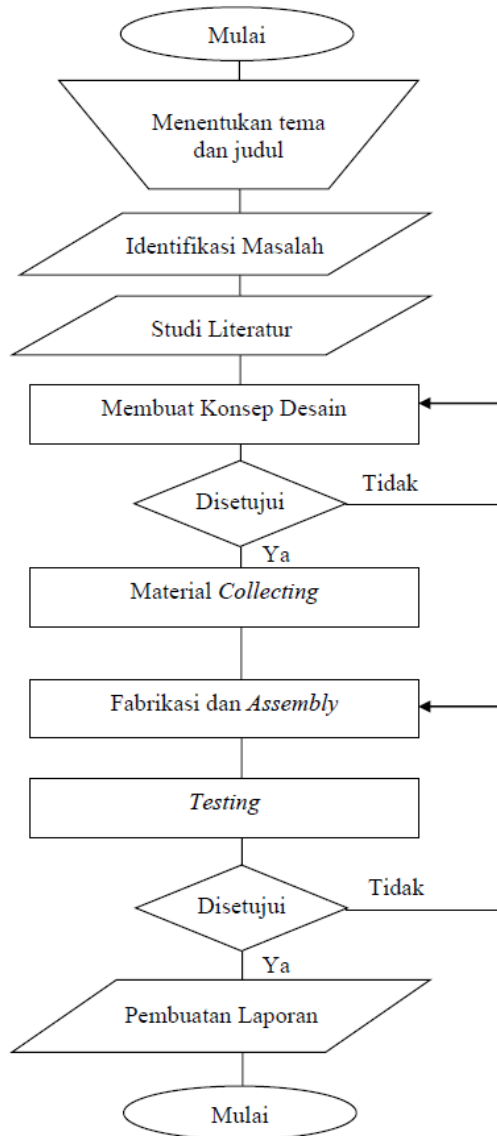 Mulai
Menentukan tema
dan judul
Identifikasi Masalah
Studi Literatur
Membuat Konsep Desain
Disetujui
Tidak
Ya
Material Collecting
Fabrikasi dan Assembly
Testing
Disetujui
Tidak
Ya
Pembuatan Laporan
Mulai